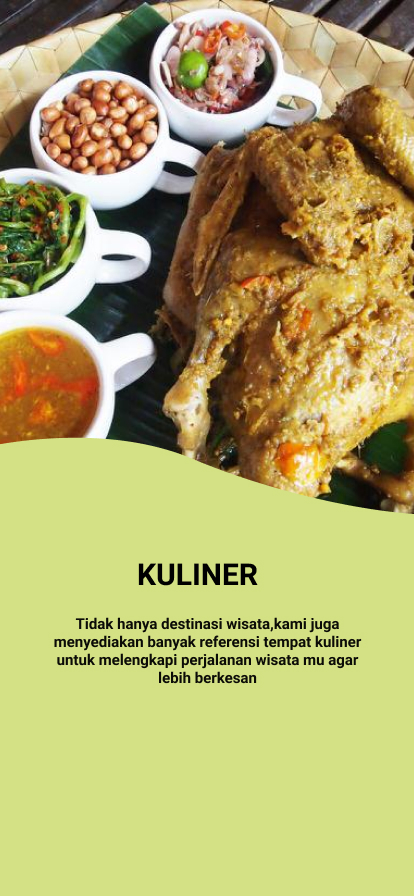 KULINER
Tidak hanya destinasi wisata,kami juga
menyediakan banyak referensi tempat kuliner
untuk melengkapi perjalanan wisata mu agar
lebih berkesan